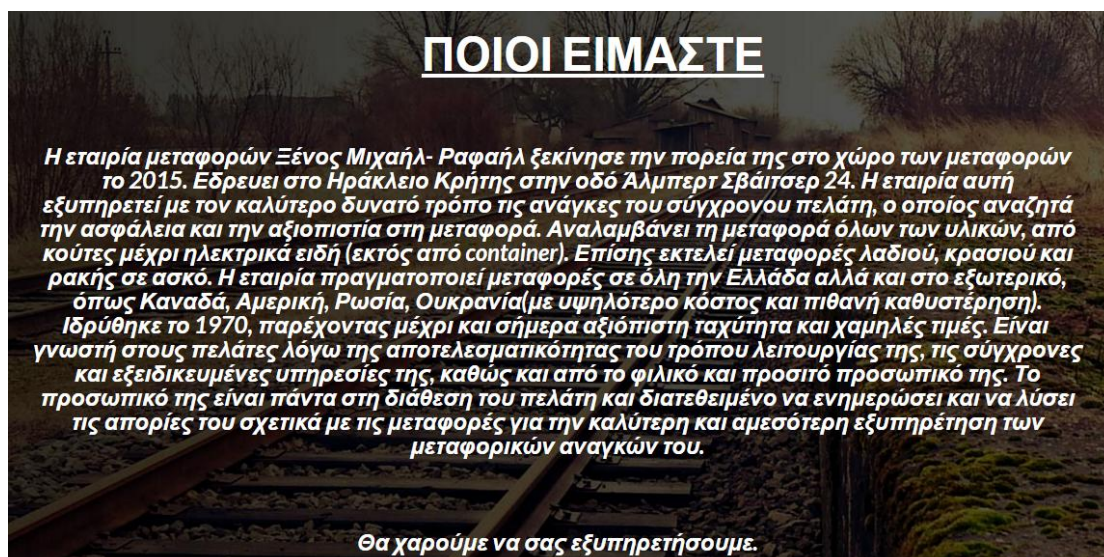 ΠΟΙΟΙ ΕΙΜΑΣΤΕ
Η εταιρία μεταφορών Ξένος Μιχαήλ- Ραφαήλ ξεκίνησε την πορεία της στο χώρο των μεταφορών
το 2015. Εδρευει στο Ηράκλειο Κρήτης στην οδό Άλμπερτ Σβάιτσερ 24. Η εταιρία αυτή
εξυπηρετεί με τον καλύτερο δυνατό τρόπο τις ανάγκες του σύγχρονου πελάτη, ο οποίος αναζητά
την ασφάλεια και την αξιοπιστία στη μεταφορά. Αναλαμβάνει τη μεταφορά όλων των υλικών, από
κούτες μέχρι ηλεκτρικά ειδή (εκτός από container). Επίσης εκτελεί μεταφορές λαδιού, κρασιού και
ρακής σε ασκό. Η εταιρία πραγματοποιεί μεταφορές σε όλη την Ελλάδα αλλά και στο εξωτερικό,
όπως Καναδά, Αμερική, Ρωσία, Ουκρανία(με υψηλότερο κόστος και πιθανή καθυστέρηση).
Ιδρύθηκε το 1970, παρέχοντας μέχρι και σήμερα αξιόπιστη ταχύτητα και χαμηλές τιμές. Είναι
γνωστή στους πελάτες λόγω της αποτελεσματικότητας του τρόπου λειτουργίας της, τις σύγχρονες
και εξειδικευμένες υπηρεσίες της, καθώς και από το φιλικό και προσιτό προσωπικό της. Το
προσωπικό της είναι πάντα στη διάθεση του πελάτη και διατεθειμένο να ενημερώσει και να λύσει
τις απορίες του σχετικά με τις μεταφορές για την καλύτερη και αμεσότερη εξυπηρέτηση των
μεταφορικών αναγκών του.
Θα χαρούμε να σας εξυπηρετήσουμε.